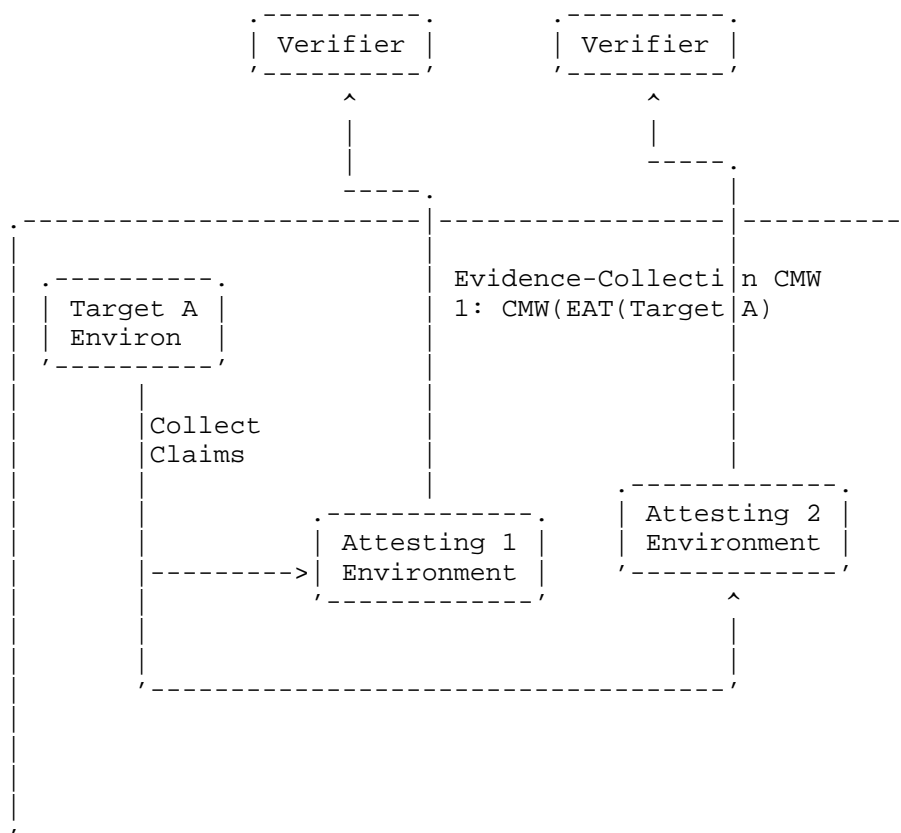 Verifier Verifier
Evidence-Collecti n CMW
Target A 1: CMW(EAT(Target A)
Environ
Collect
Claims
Attesting 2
Attesting 1 Environment
Environment